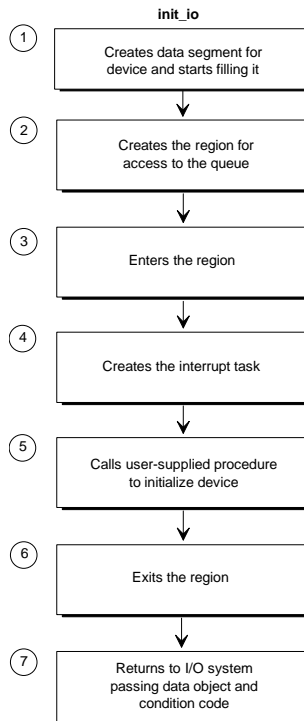 init_io
1
Creates data segment for
device and starts filling it
2
Creates the region for
access to the queue
3
Enters the region
4
Creates the interrupt task
5
Calls user-supplied procedure
to initialize device
6
Exits the region
7
Returns to I/O system
passing data object and
condition code